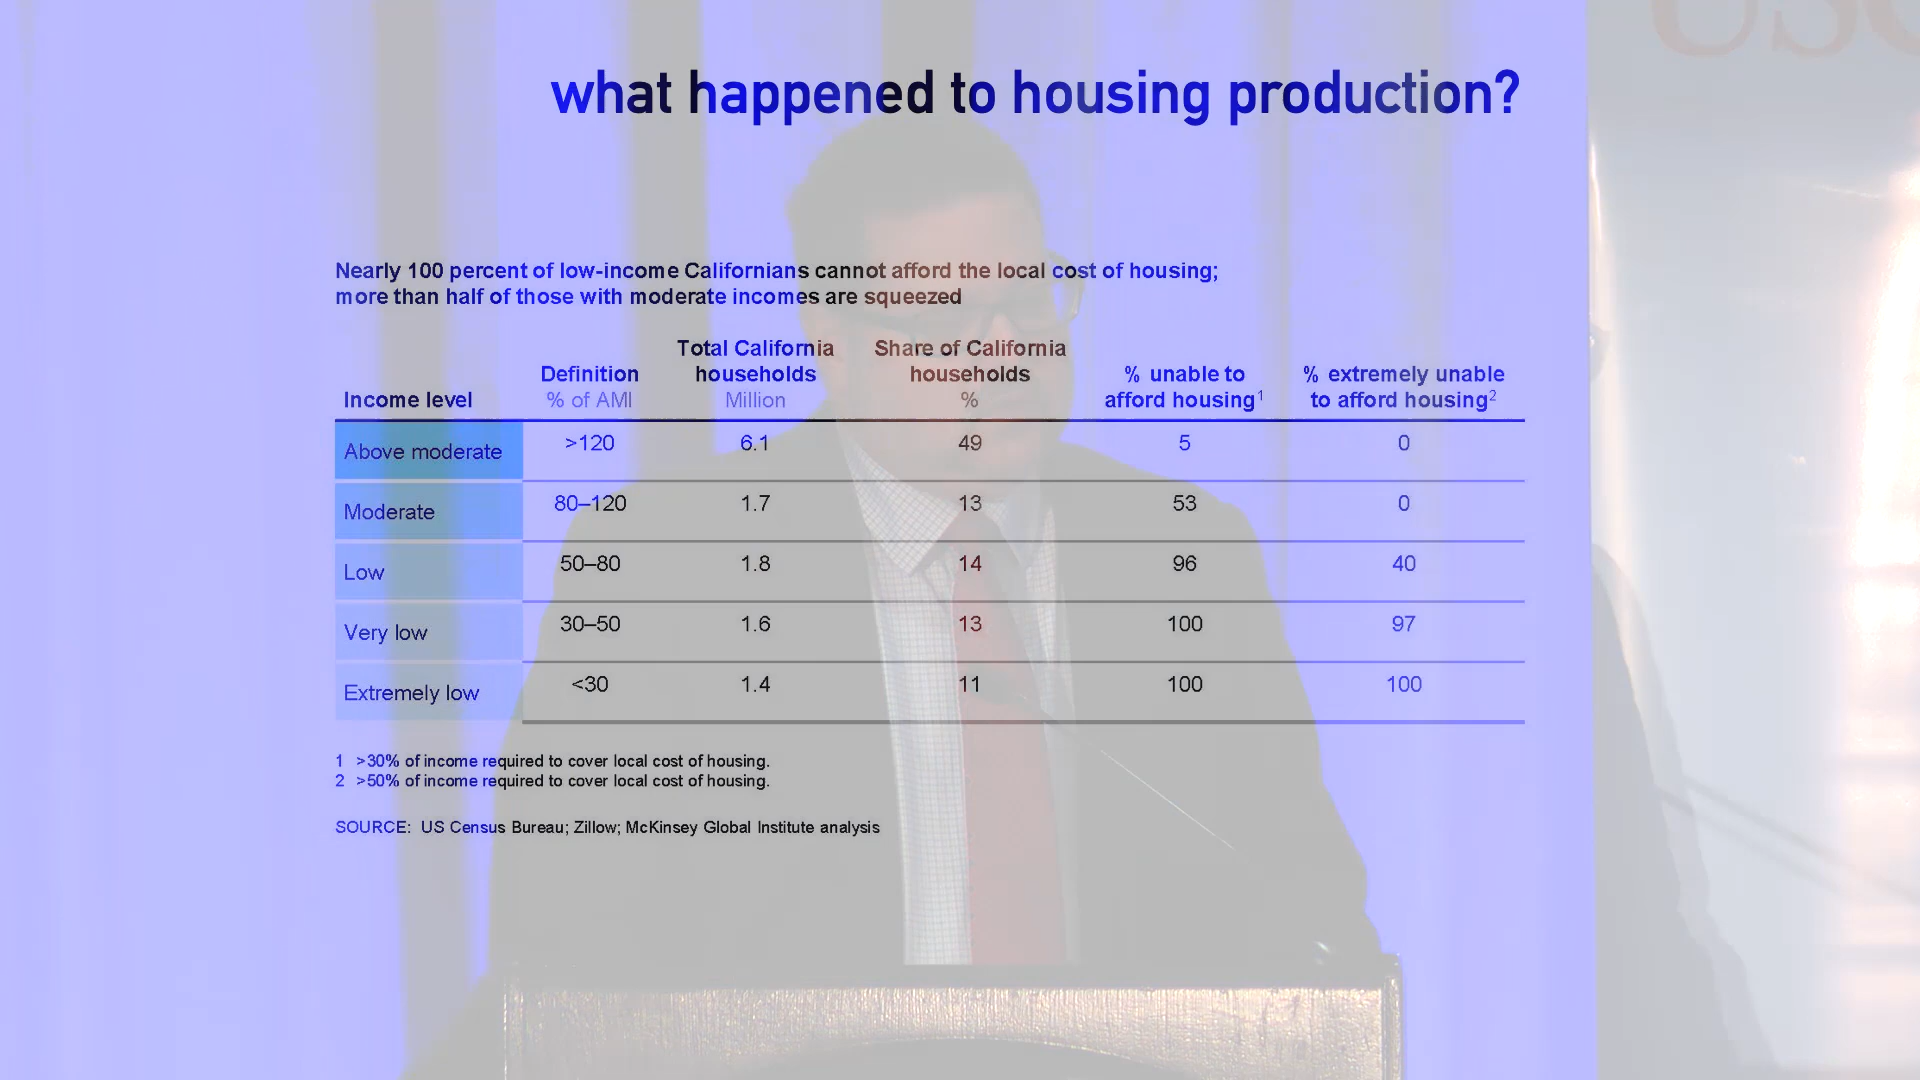 USC
what happened to housing production?
Nearly 100 percent of low-income Californians cannot afford the local cost of housing;
more than half of those with moderate incomes are squeezed
Income level Definition % of AMI Total California households Million Share of California households % % unable to afford housing1 % extremely unable to afford housing2
Above moderate >120 6.1 49 5 0
Moderate 80–120 1.7 13 53 0
Low 50–80 1.8 14 96 40
Very low 30–50 1.6 13 100 97
Extremely low <30 1.4 11 100 100
1 >30% of income required to cover local cost of housing.
2 >50% of income required to cover local cost of housing.
SOURCE: US Census Bureau; Zillow; McKinsey Global Institute analysis